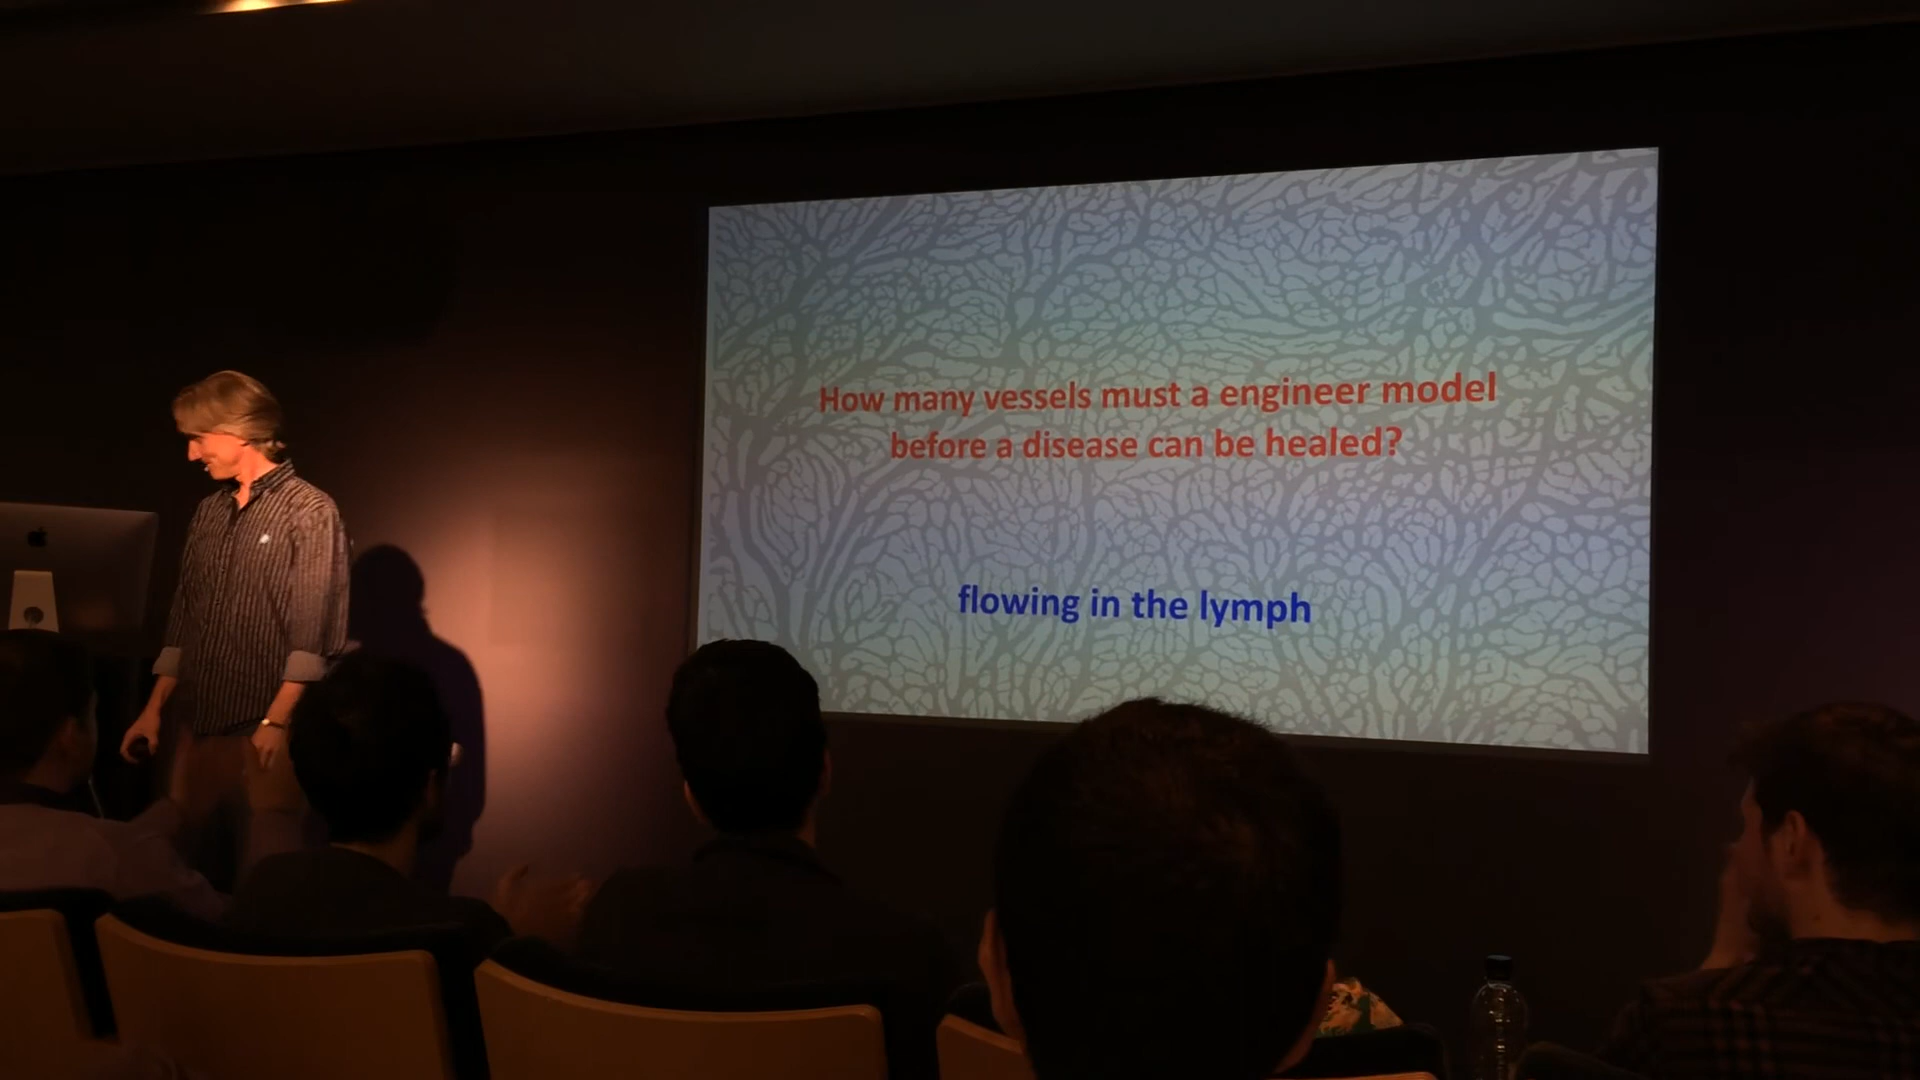 How many vessels must a engineer model
before a disease can be healed?
flowing in the lymph